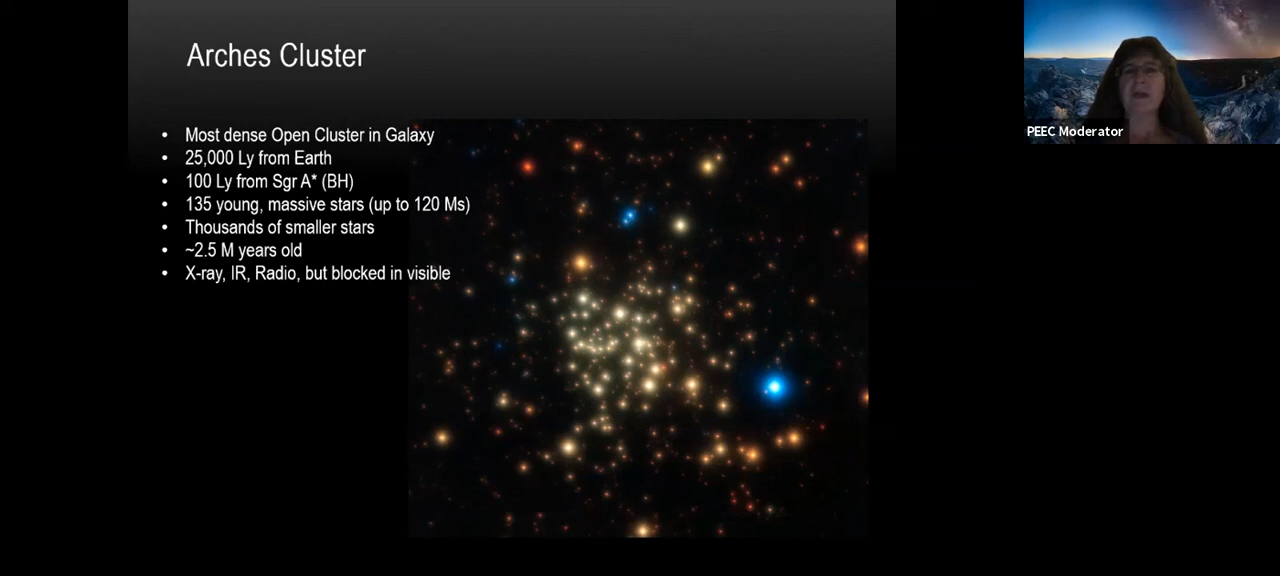 Arches Cluster
• Most dense Open Cluster in Galaxy
• 25,000 Ly from Earth
• 100 Ly from Sgr A* (BH)
• 135 young, massive stars (up to 120 Ms)
• Thousands of smaller stars
• ~2.5 M years old
• X-ray, IR, Radio, but blocked in visible
PEEC Moderator